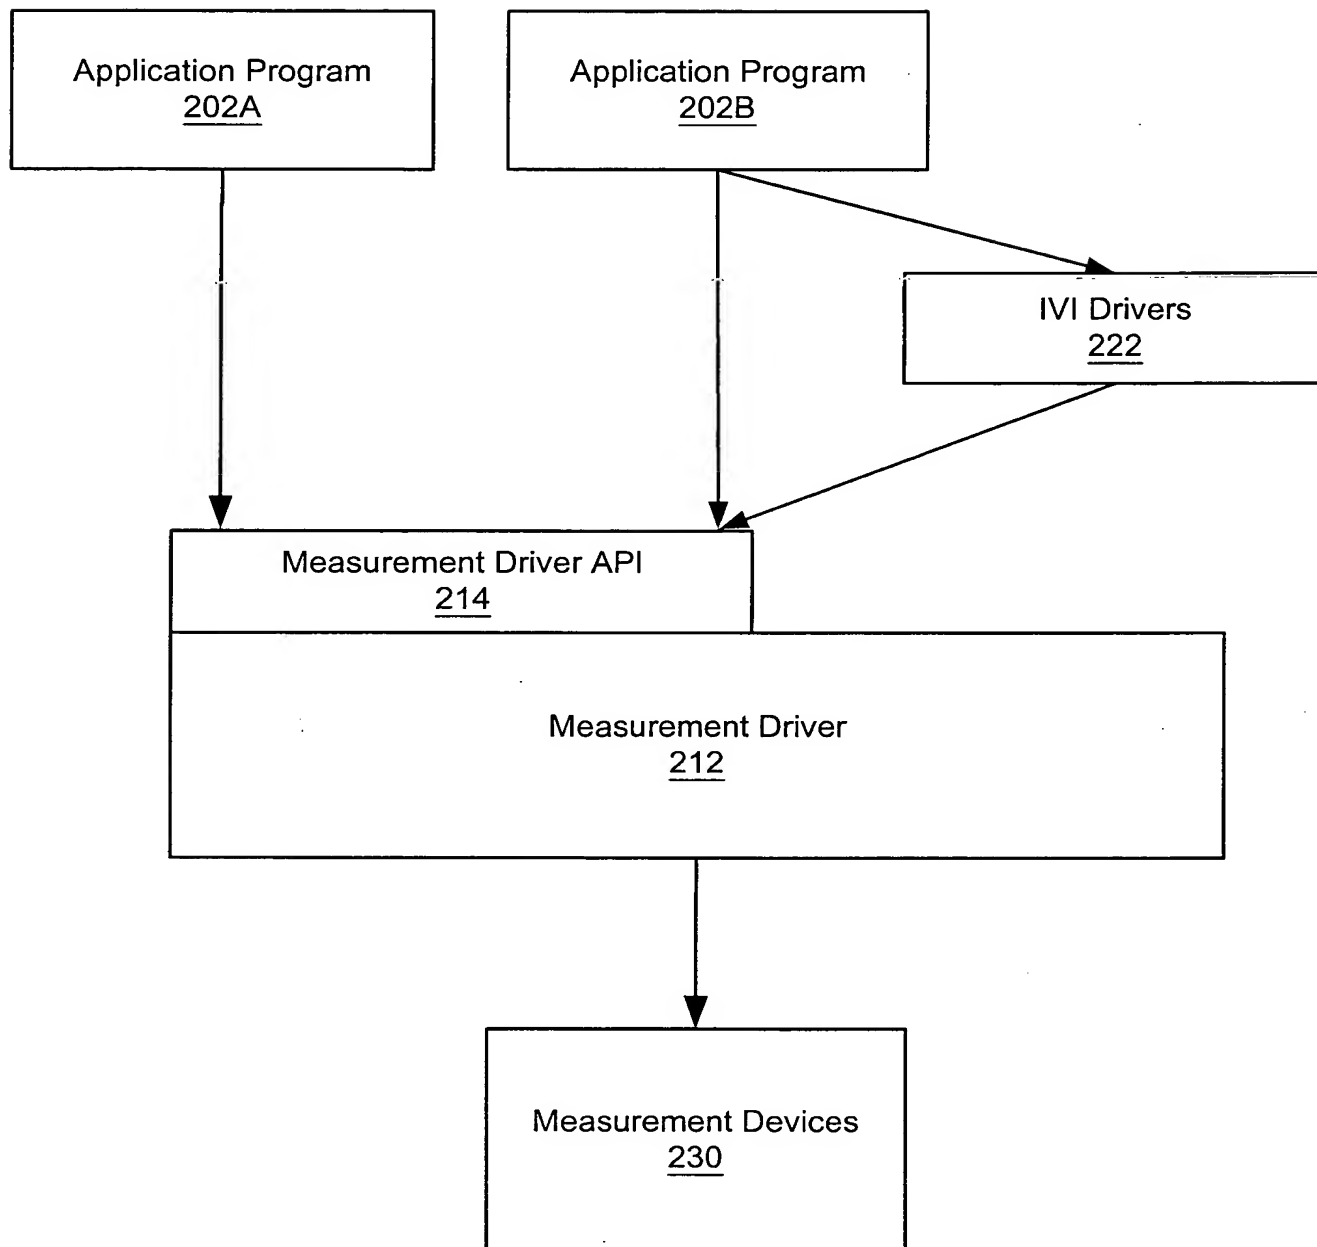 Application Program
202A
Application Program
202B
IVI Drivers
222
Measurement Driver API
214
Measurement Driver
212
Measurement Devices
230